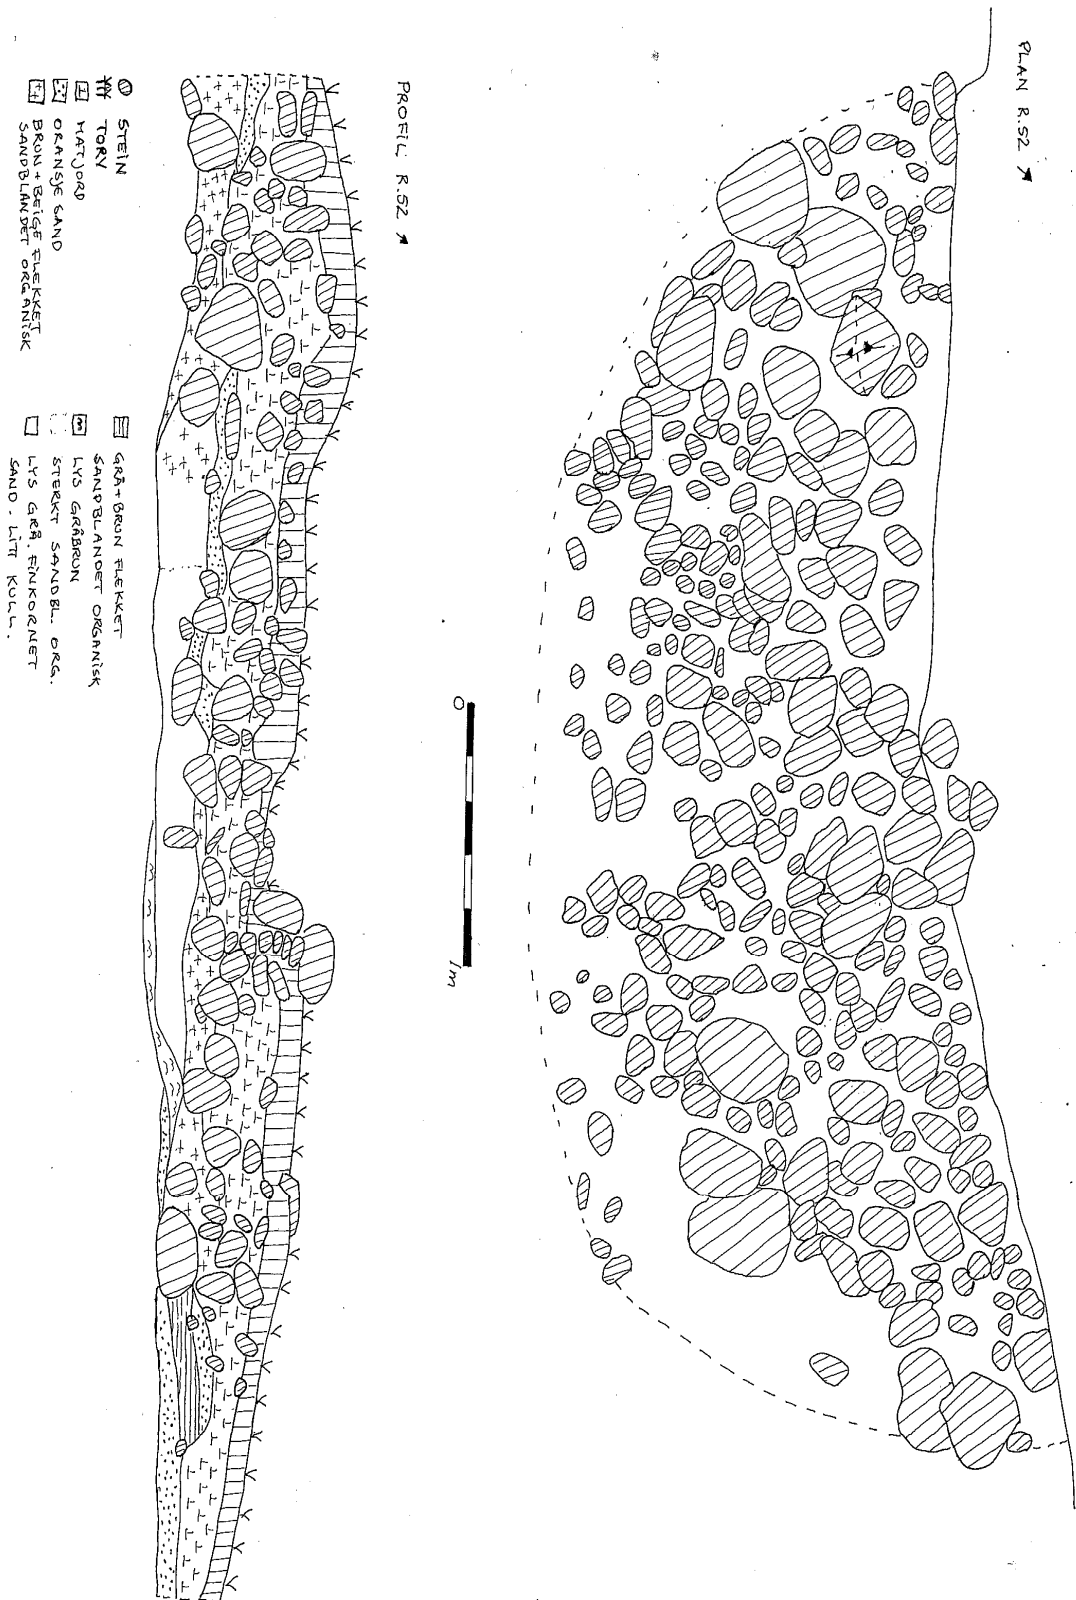 PLAN R.52
PROFIL R.52
0
1m
STEIN
TORV
MATJORD
ORANSJE SAND
BRUN + BEIGE FLEKKET
SANDBLANDET ORGANISK
GRÅ + BRUN FLEKKET
SANDBLANDET ORGANISK
LYS GRÅBRUN
STERKT SANDBL. ORG.
LYS GRÅ. FINKORNET
SAND. LITT KULL.